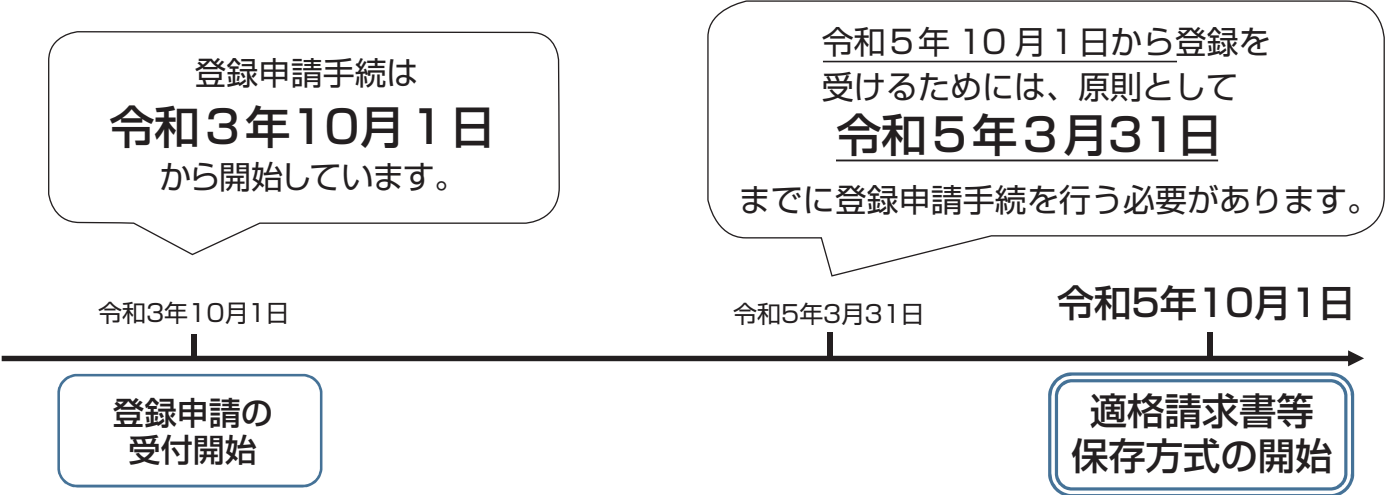 登録申請手続は
令和３年10月１日
から開始しています。
令和５年 10 月１日から登録を
受けるためには、原則として
令和５年３月31日
までに登録申請手続を行う必要があります。
令和3年10月1日
令和5年3月31日
令和5年10月1日
登録申請の
受付開始
適格請求書等
保存方式の開始